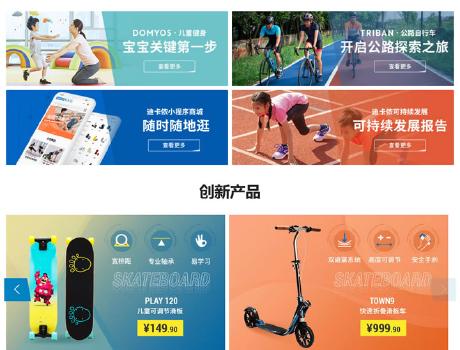 DOMYOS · 儿童健身
宝宝关键第一步
查看更多
TRIBAN · 公路自行车
开启公路探索之旅
查看更多
迪卡侬小程序商城
随时随地逛
查看更多
迪卡侬可持续发展
可持续发展报告
查看更多
创新产品
宽桥距 专业轴承 易学习
SKATEBOARD
PLAY 120
儿童可调节滑板
¥149.90
双避震系统 高度可调节 安全手刹
SKATEBOARD
TOWN9
快速折叠滑板车
¥999.90